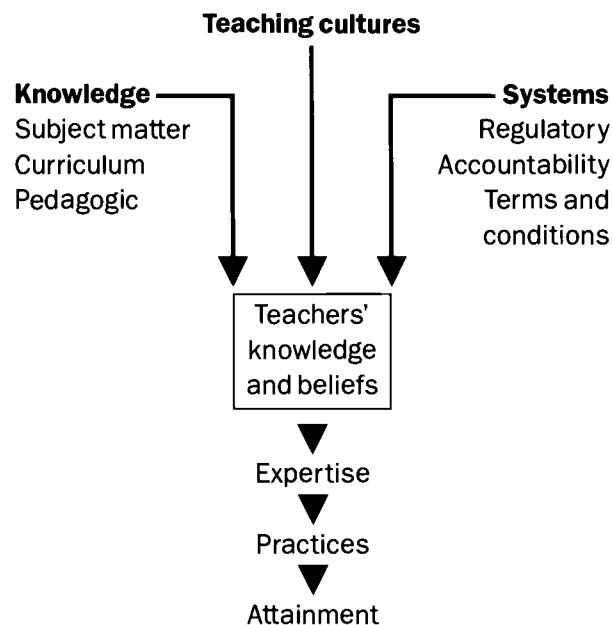 Teaching cultures
Knowledge
Subject matter
Curriculum
Pedagogic
Systems
Regulatory
Accountability
Terms and
conditions
Teachers’
knowledge
and beliefs
Expertise
Practices
Attainment